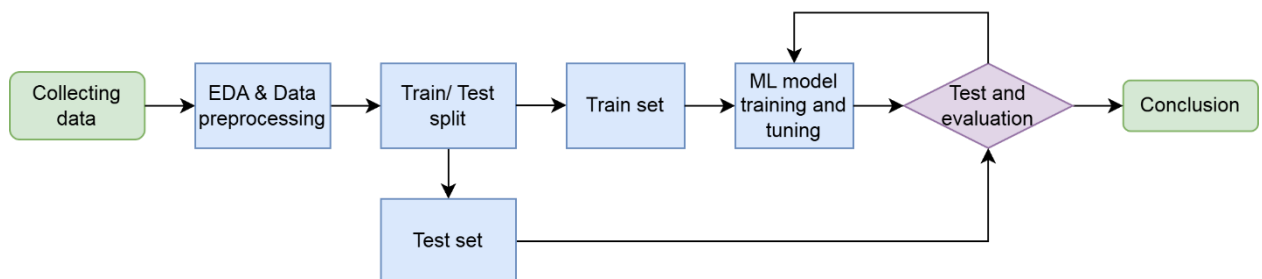 Collecting
data
EDA & Data
preprocessing
Train/ Test
split
Train set
ML model
training and
tuning
Test and
evaluation
Conclusion
Test set